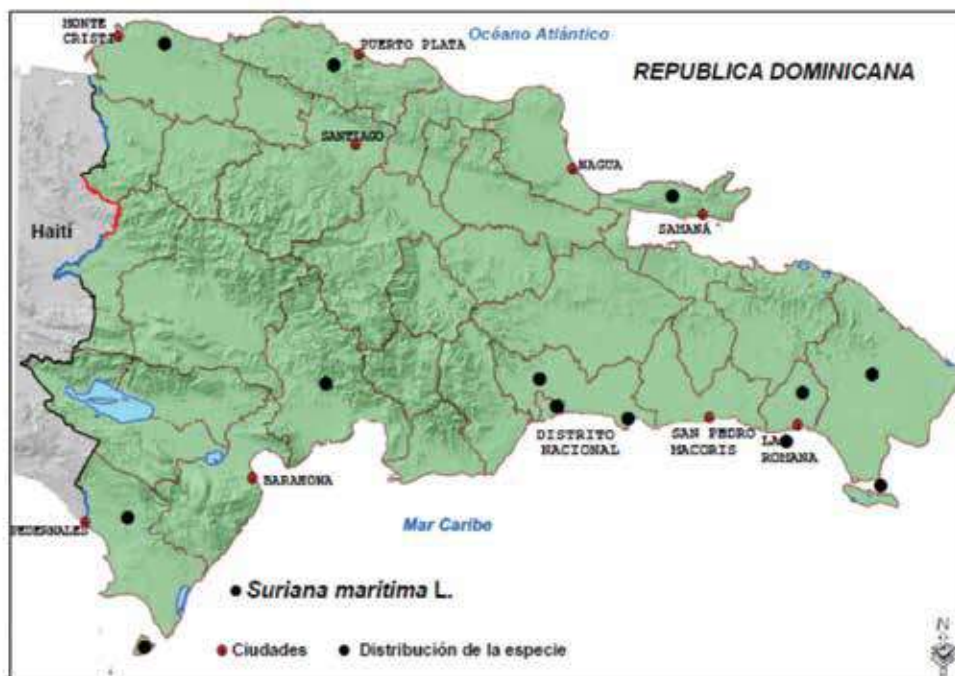 MONTE
CRISTI
Océano Atlántico
PUERTO PLATA
REPUBLICA DOMINICANA
SANTIAGO
NAGUA
Haití
SAMANÁ
DISTRITO
NACIONAL
SAN PEDRO
MACORIS
LA
ROMANA
BARAHONA
PEDERNALES
Mar Caribe
Suriana maritima L.
Ciudades
Distribución de la especie
N